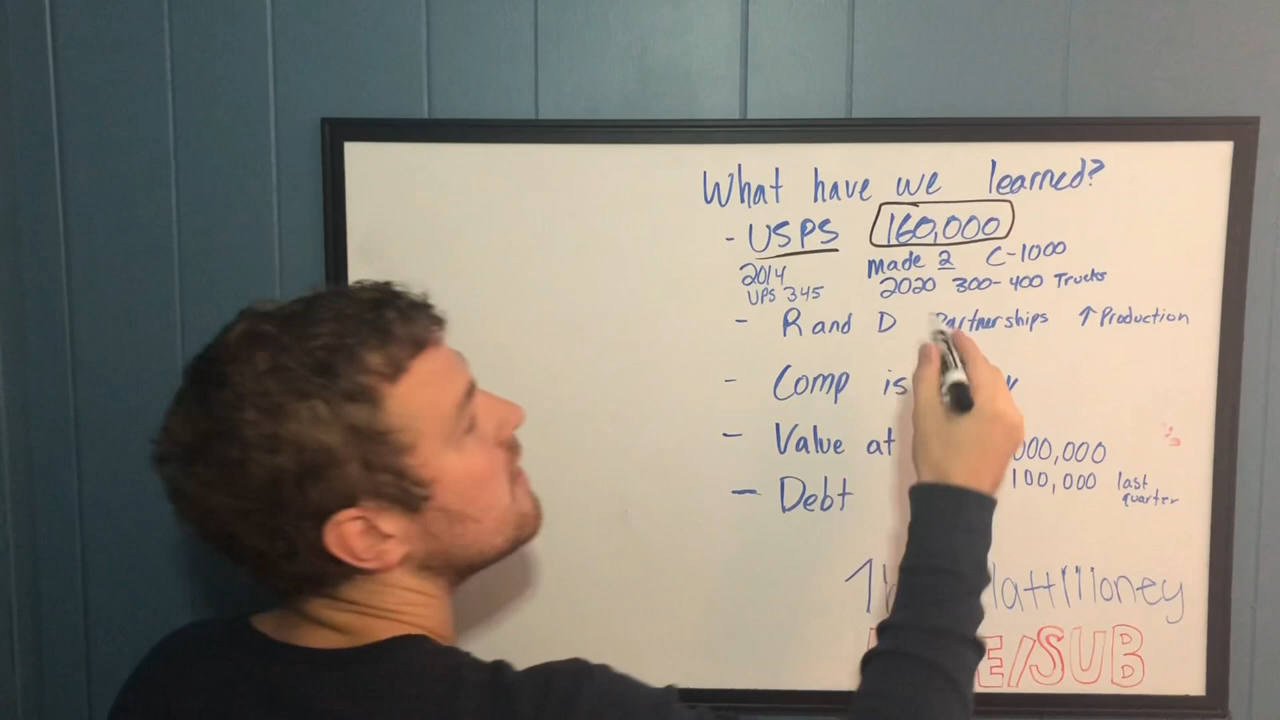 What have we learned?
- USPS 160,000
2014 made 2 C-1000
UPS 345 2020 300-400 Trucks
- R and D Partnerships ↑ Production
- Comp is
- Value at 000,000
100,000 last quarter
- Debt
/SUB